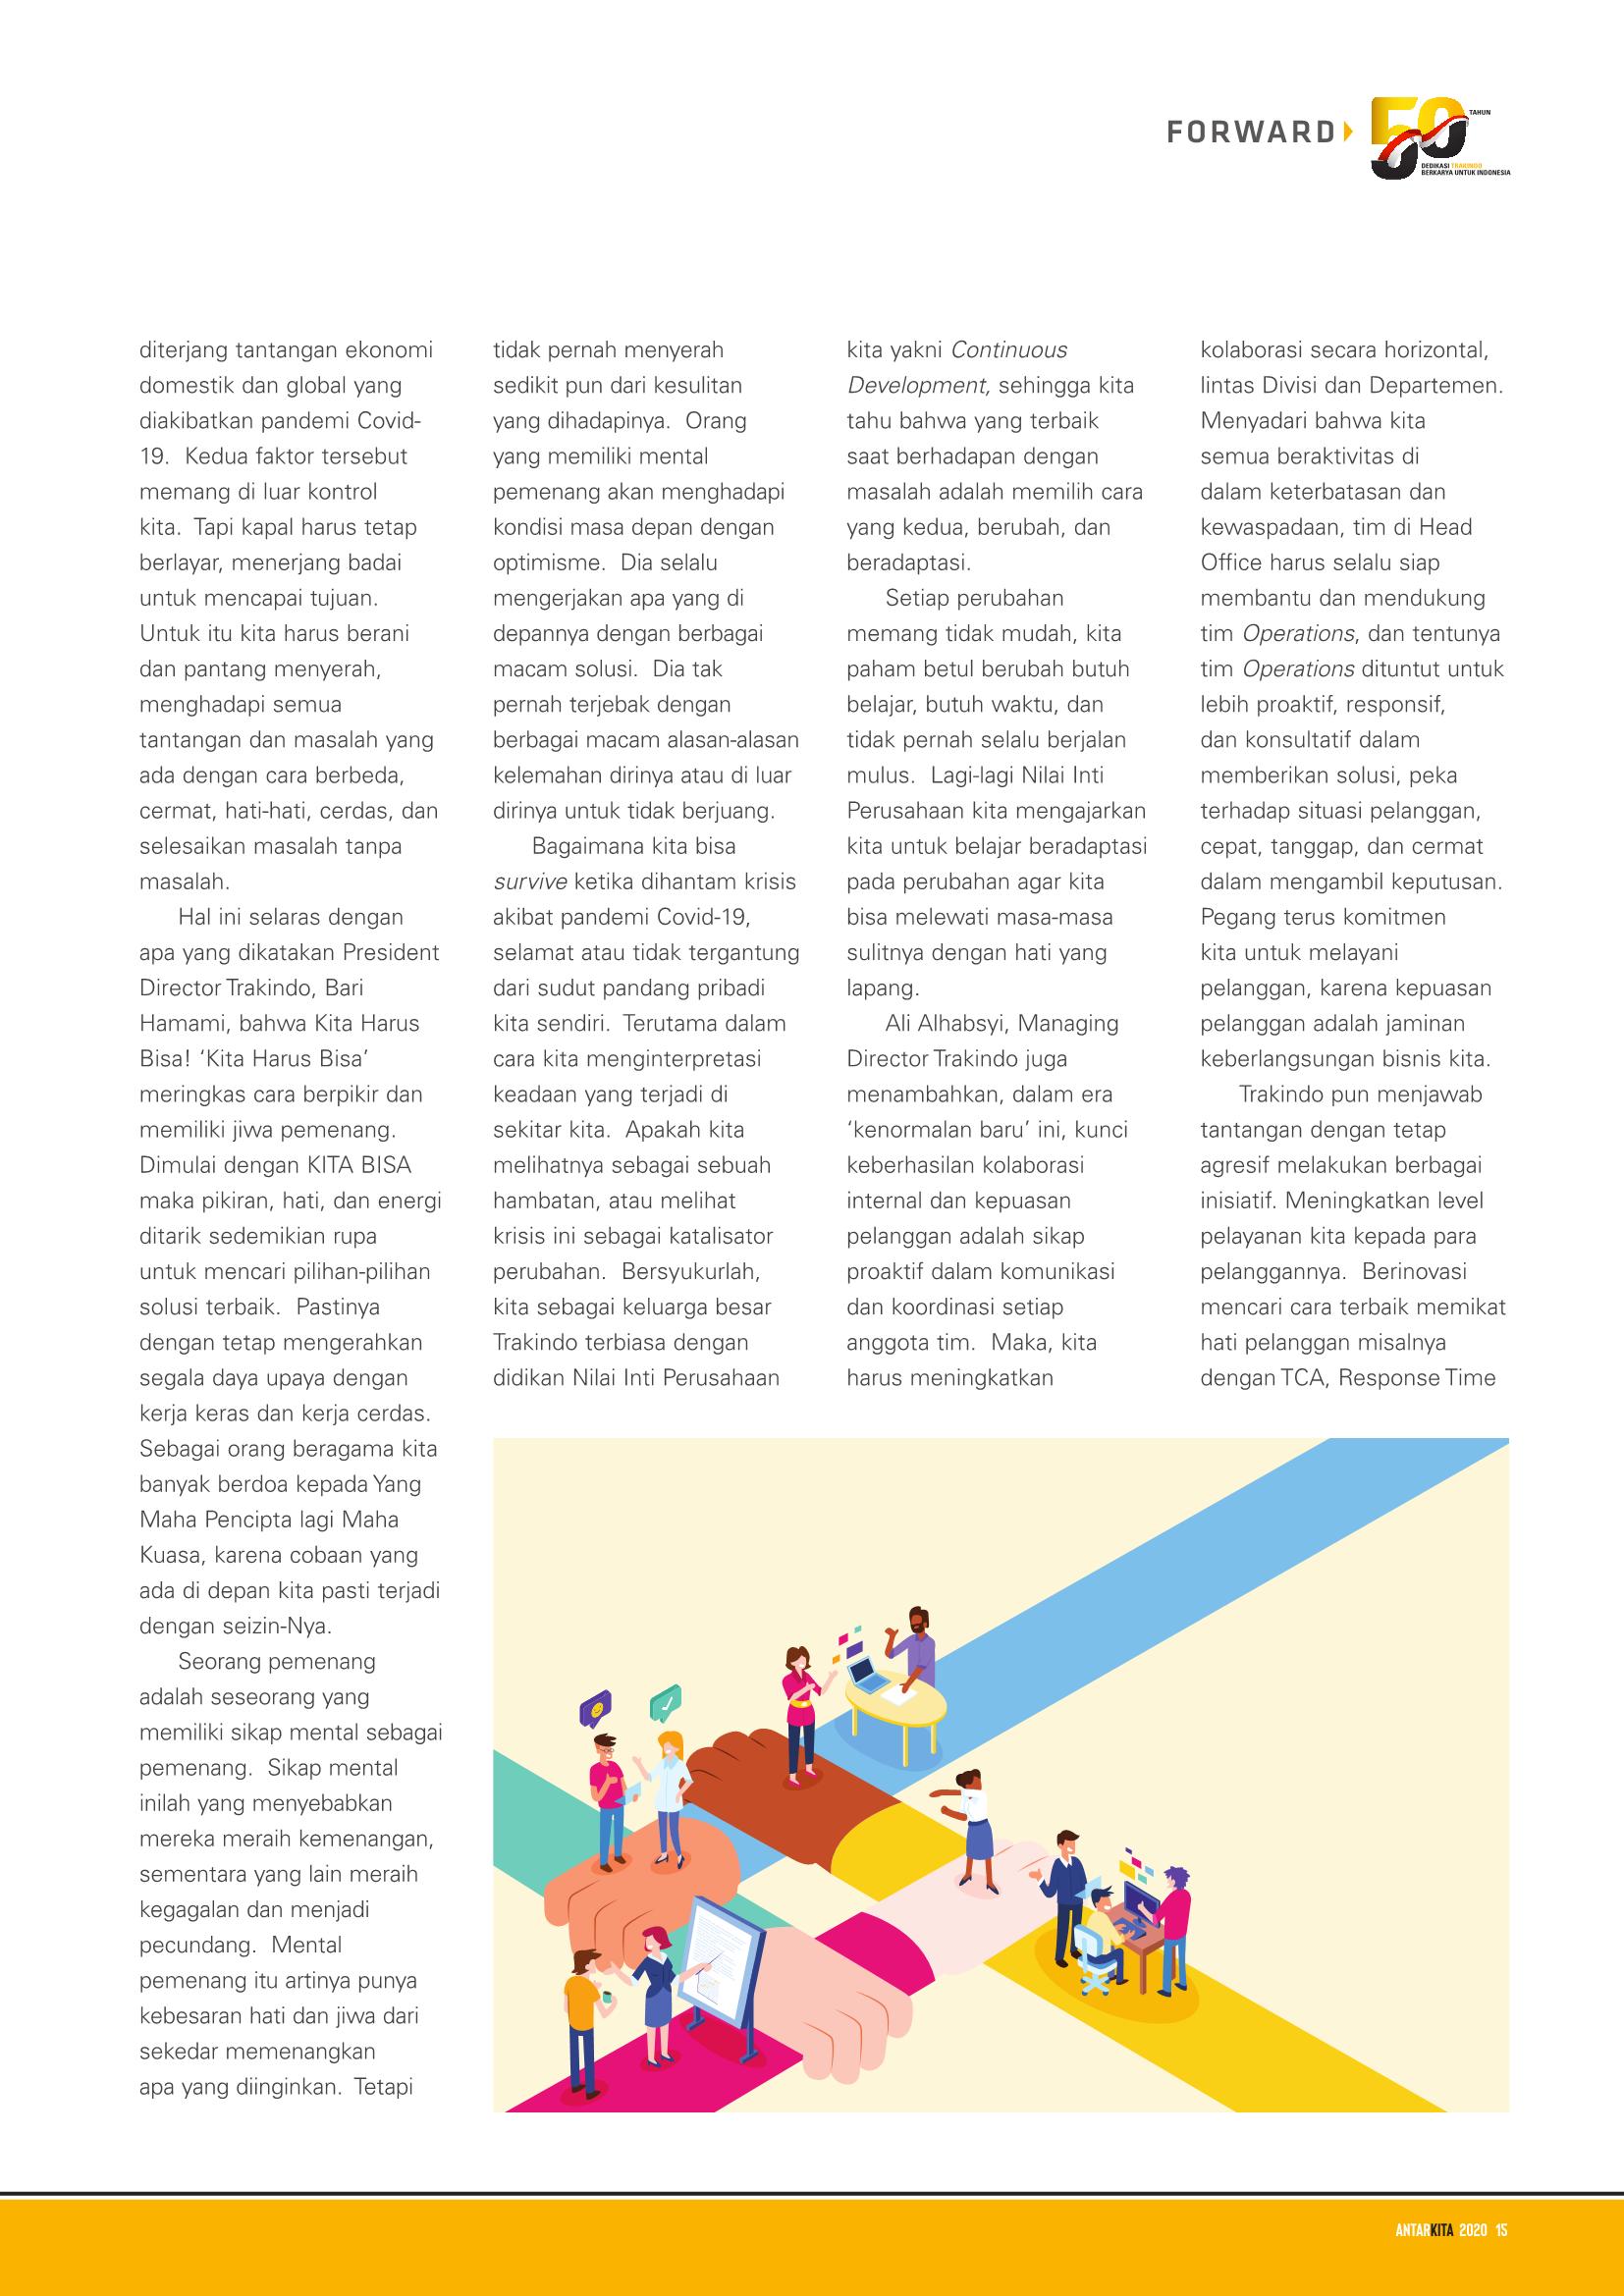 FORWARD
50 TAHUN
DEDIKASI TRAKINDO
BERKARYA UNTUK INDONESIA
diterjang tantangan ekonomi
domestik dan global yang
diakibatkan pandemi Covid-
19.  Kedua faktor tersebut
memang di luar kontrol
kita.  Tapi kapal harus tetap
berlayar, menerjang badai
untuk mencapai tujuan.
Untuk itu kita harus berani
dan pantang menyerah,
menghadapi semua
tantangan dan masalah yang
ada dengan cara berbeda,
cermat, hati-hati, cerdas, dan
selesaikan masalah tanpa
masalah.
Hal ini selaras dengan
apa yang dikatakan President
Director Trakindo, Bari
Hamami, bahwa Kita Harus
Bisa! ‘Kita Harus Bisa’
meringkas cara berpikir dan
memiliki jiwa pemenang.
Dimulai dengan KITA BISA
maka pikiran, hati, dan energi
ditarik sedemikian rupa
untuk mencari pilihan-pilihan
solusi terbaik.  Pastinya
dengan tetap mengerahkan
segala daya upaya dengan
kerja keras dan kerja cerdas.
Sebagai orang beragama kita
banyak berdoa kepada Yang
Maha Pencipta lagi Maha
Kuasa, karena cobaan yang
ada di depan kita pasti terjadi
dengan seizin-Nya.
Seorang pemenang
adalah seseorang yang
memiliki sikap mental sebagai
pemenang.  Sikap mental
inilah yang menyebabkan
mereka meraih kemenangan,
sementara yang lain meraih
kegagalan dan menjadi
pecundang.  Mental
pemenang itu artinya punya
kebesaran hati dan jiwa dari
sekedar memenangkan
apa yang diinginkan.  Tetapi
tidak pernah menyerah
sedikit pun dari kesulitan
yang dihadapinya.  Orang
yang memiliki mental
pemenang akan menghadapi
kondisi masa depan dengan
optimisme.  Dia selalu
mengerjakan apa yang di
depannya dengan berbagai
macam solusi.  Dia tak
pernah terjebak dengan
berbagai macam alasan-alasan
kelemahan dirinya atau di luar
dirinya untuk tidak berjuang.
Bagaimana kita bisa
survive ketika dihantam krisis
akibat pandemi Covid-19,
selamat atau tidak tergantung
dari sudut pandang pribadi
kita sendiri.  Terutama dalam
cara kita menginterpretasi
keadaan yang terjadi di
sekitar kita.  Apakah kita
melihatnya sebagai sebuah
hambatan, atau melihat
krisis ini sebagai katalisator
perubahan.  Bersyukurlah,
kita sebagai keluarga besar
Trakindo terbiasa dengan
didikan Nilai Inti Perusahaan
kita yakni Continuous
Development, sehingga kita
tahu bahwa yang terbaik
saat berhadapan dengan
masalah adalah memilih cara
yang kedua, berubah, dan
beradaptasi.
Setiap perubahan
memang tidak mudah, kita
paham betul berubah butuh
belajar, butuh waktu, dan
tidak pernah selalu berjalan
mulus.  Lagi-lagi Nilai Inti
Perusahaan kita mengajarkan
kita untuk belajar beradaptasi
pada perubahan agar kita
bisa melewati masa-masa
sulitnya dengan hati yang
lapang.
Ali Alhabsyi, Managing
Director Trakindo juga
menambahkan, dalam era
‘kenormalan baru’ ini, kunci
keberhasilan kolaborasi
internal dan kepuasan
pelanggan adalah sikap
proaktif dalam komunikasi
dan koordinasi setiap
anggota tim.  Maka, kita
harus meningkatkan
kolaborasi secara horizontal,
lintas Divisi dan Departemen.
Menyadari bahwa kita
semua beraktivitas di
dalam keterbatasan dan
kewaspadaan, tim di Head
Office harus selalu siap
membantu dan mendukung
tim Operations, dan tentunya
tim Operations dituntut untuk
lebih proaktif, responsif,
dan konsultatif dalam
memberikan solusi, peka
terhadap situasi pelanggan,
cepat, tanggap, dan cermat
dalam mengambil keputusan.
Pegang terus komitmen
kita untuk melayani
pelanggan, karena kepuasan
pelanggan adalah jaminan
keberlangsungan bisnis kita.
Trakindo pun menjawab
tantangan dengan tetap
agresif melakukan berbagai
inisiatif. Meningkatkan level
pelayanan kita kepada para
pelanggannya.  Berinovasi
mencari cara terbaik memikat
hati pelanggan misalnya
dengan TCA, Response Time
ANTARKITA 2020 15